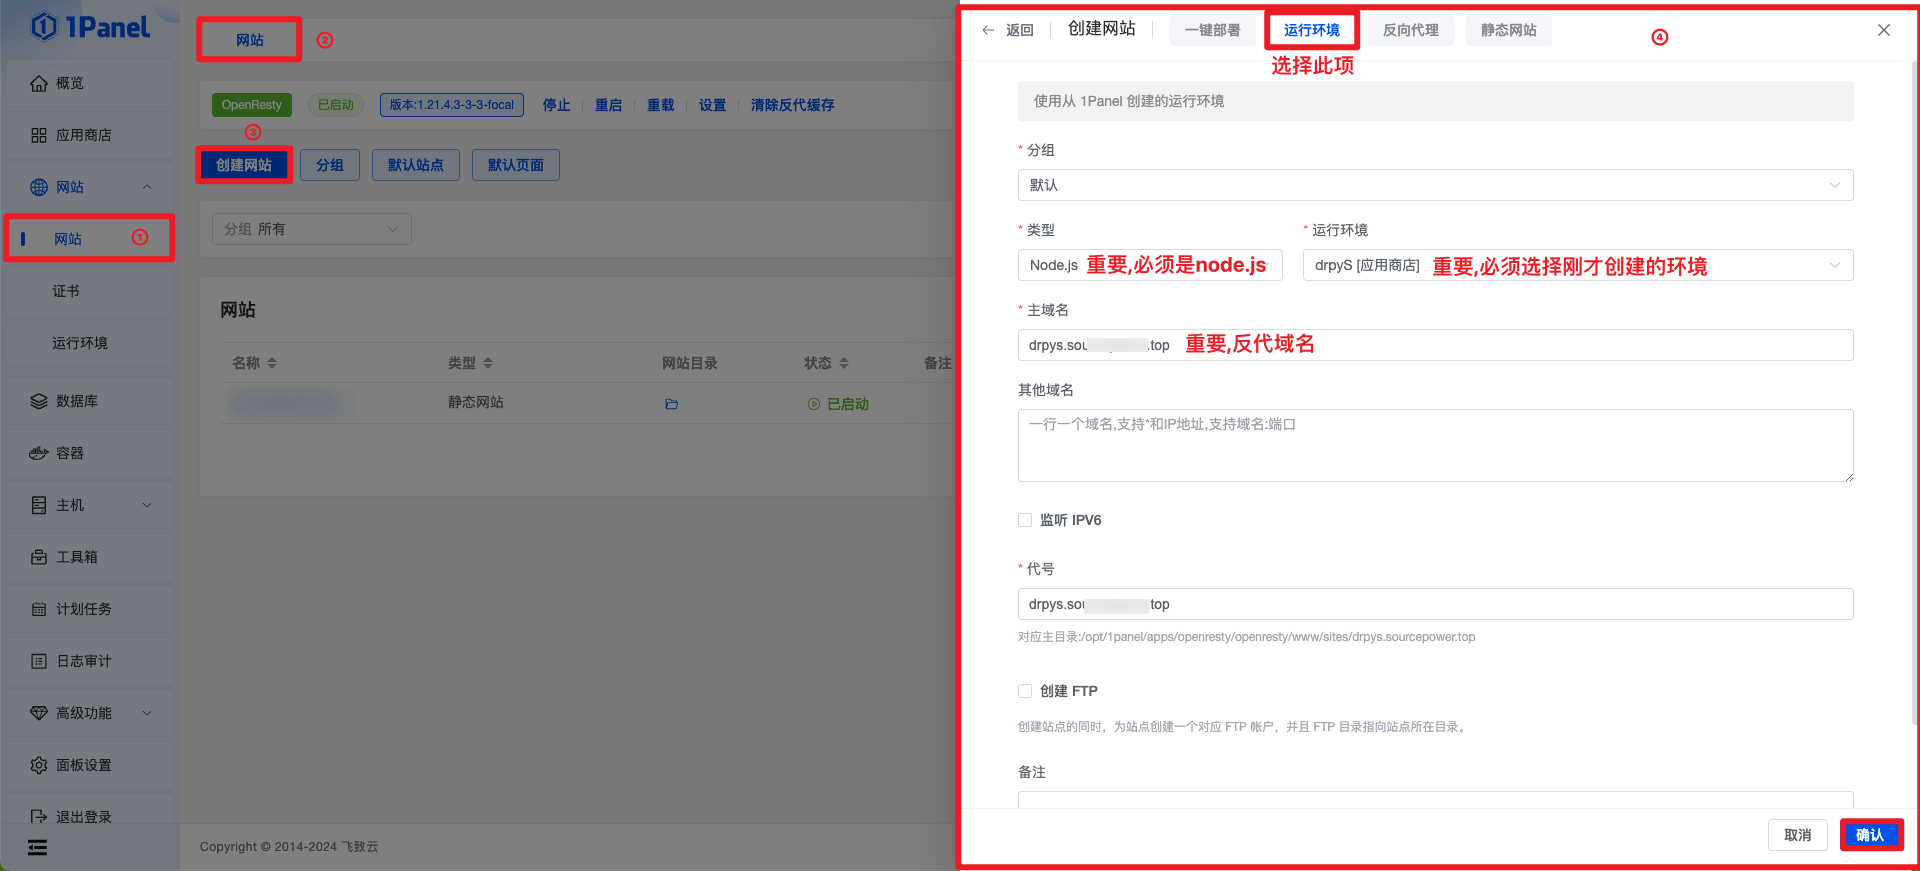 1Panel
概览
应用商店
网站
网站 ①
证书
运行环境
数据库
容器
主机
工具箱
计划任务
日志审计
高级功能
面板设置
退出登录
网站 ②
OpenResty 已启动 版本:1.21.4.3-3-3-focal 停止 重启 重载 设置 清除反代缓存
③
创建网站 分组 默认站点 默认页面
分组 所有
网站
名称 类型 网站目录 状态 备注
静态网站 已启动
Copyright © 2014-2024 飞致云
返回 创建网站 一键部署 运行环境 反向代理 静态网站 ④
选择此项
使用从 1Panel 创建的运行环境
* 分组
默认
* 类型 * 运行环境
Node.js 重要,必须是node.js drpyS [应用商店] 重要,必须选择刚才创建的环境
* 主域名
drpys.sou .top 重要,反代域名
其他域名
一行一个域名,支持*和IP地址,支持域名:端口
监听 IPV6
* 代号
drpys.sou top
对应主目录:/opt/1panel/apps/openresty/openresty/www/sites/drpys.sourcepower.top
创建 FTP
创建站点的同时，为站点创建一个对应 FTP 帐户，并且 FTP 目录指向站点所在目录。
备注
取消 确认